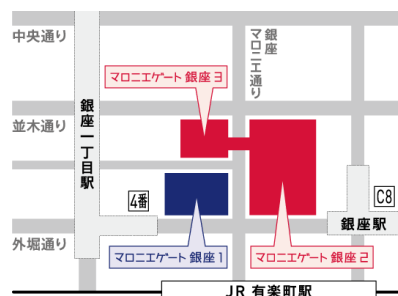 中央通り
銀座
マロニエ通り
マロニエゲート 銀座 3
並木通り
銀座一丁目駅
4番
C8
銀座駅
外堀通り
マロニエゲート 銀座 1
マロニエゲート 銀座 2
JR 有楽町駅